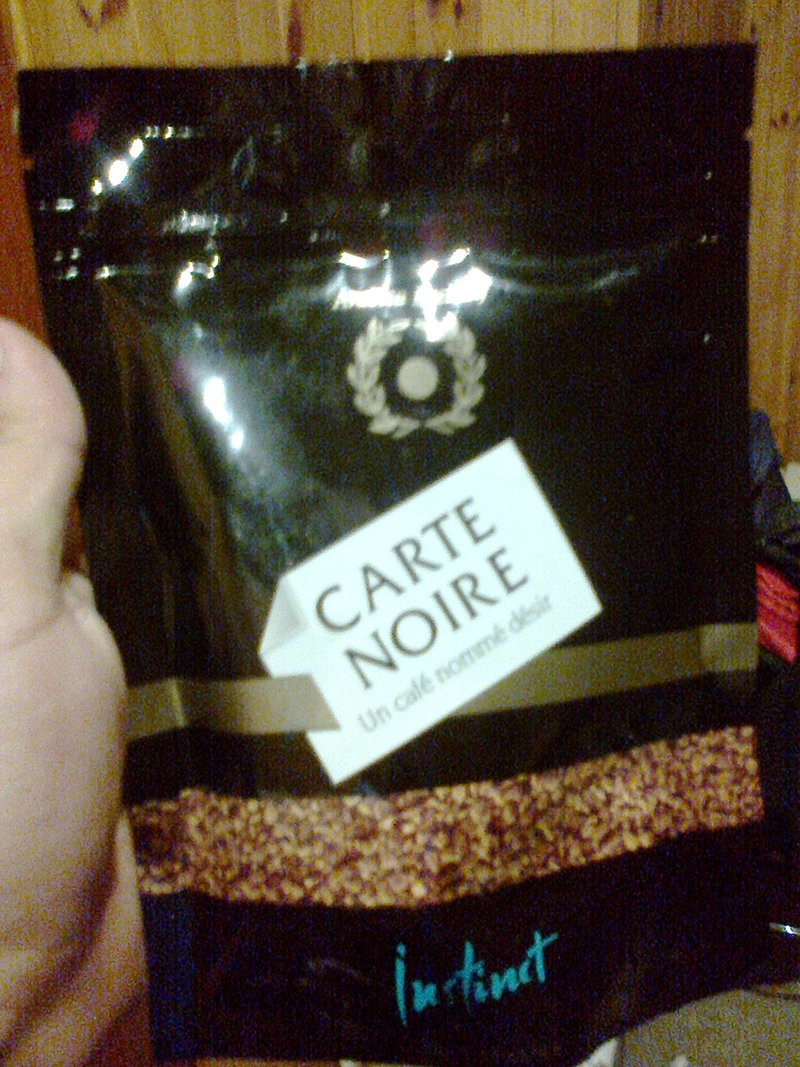 CARTE
NOIRE
Un café nommé désir
Instinct